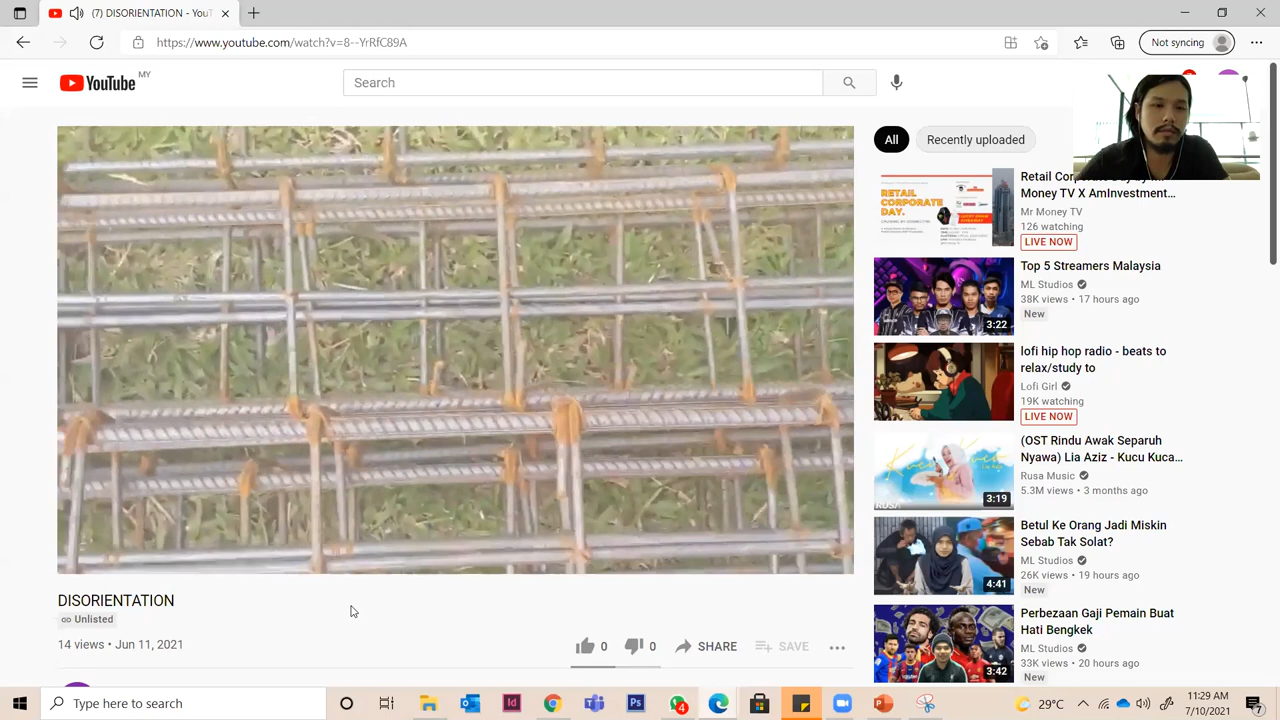 (7) DISORIENTATION - YouT
https://www.youtube.com/watch?v=8--YrRfC89A
Not syncing
YouTube MY
Search
All
Recently uploaded
RETAIL
CORPORATE
DAY.
Money TV X AmInvestment...
Mr Money TV
126 watching
LIVE NOW
Top 5 Streamers Malaysia
ML Studios
38K views • 17 hours ago
New
3:22
lofi hip hop radio - beats to
relax/study to
Lofi Girl
19K watching
LIVE NOW
(OST Rindu Awak Separuh
Nyawa) Lia Aziz - Kucu Kuca...
Rusa Music
5.3M views • 3 months ago
3:19
RUSA
Betul Ke Orang Jadi Miskin
Sebab Tak Solat?
ML Studios
26K views • 19 hours ago
New
4:41
Perbezaan Gaji Pemain Buat
Hati Bengkek
ML Studios
33K views • 20 hours ago
New
3:42
DISORIENTATION
Unlisted
14 views • Jun 11, 2021
0
0
SHARE
SAVE
Type here to search
4
29°C
11:29 AM
7/10/2021
7